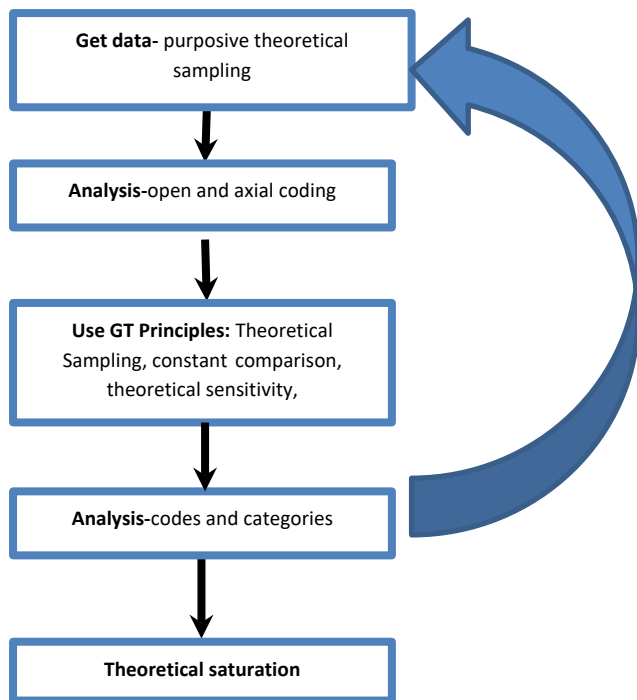 Get data- purposive theoretical
sampling
Analysis-open and axial coding
Use GT Principles: Theoretical
Sampling, constant comparison,
theoretical sensitivity,
Analysis-codes and categories
Theoretical saturation